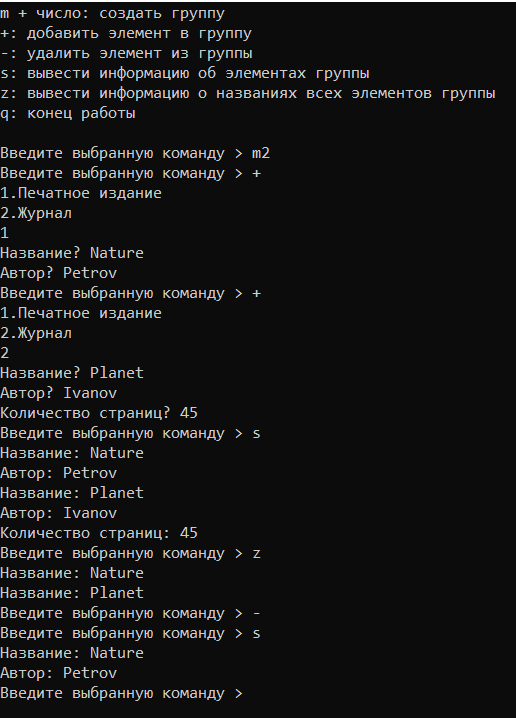 m + число: создать группу
+: добавить элемент в группу
-: удалить элемент из группы
s: вывести информацию об элементах группы
z: вывести информацию о названиях всех элементов группы
q: конец работы
Введите выбранную команду > m2
Введите выбранную команду > +
1.Печатное издание
2.Журнал
1
Название? Nature
Автор? Petrov
Введите выбранную команду > +
1.Печатное издание
2.Журнал
2
Название? Planet
Автор? Ivanov
Количество страниц? 45
Введите выбранную команду > s
Название: Nature
Автор: Petrov
Название: Planet
Автор: Ivanov
Количество страниц: 45
Введите выбранную команду > z
Название: Nature
Название: Planet
Введите выбранную команду > -
Введите выбранную команду > s
Название: Nature
Автор: Petrov
Введите выбранную команду >